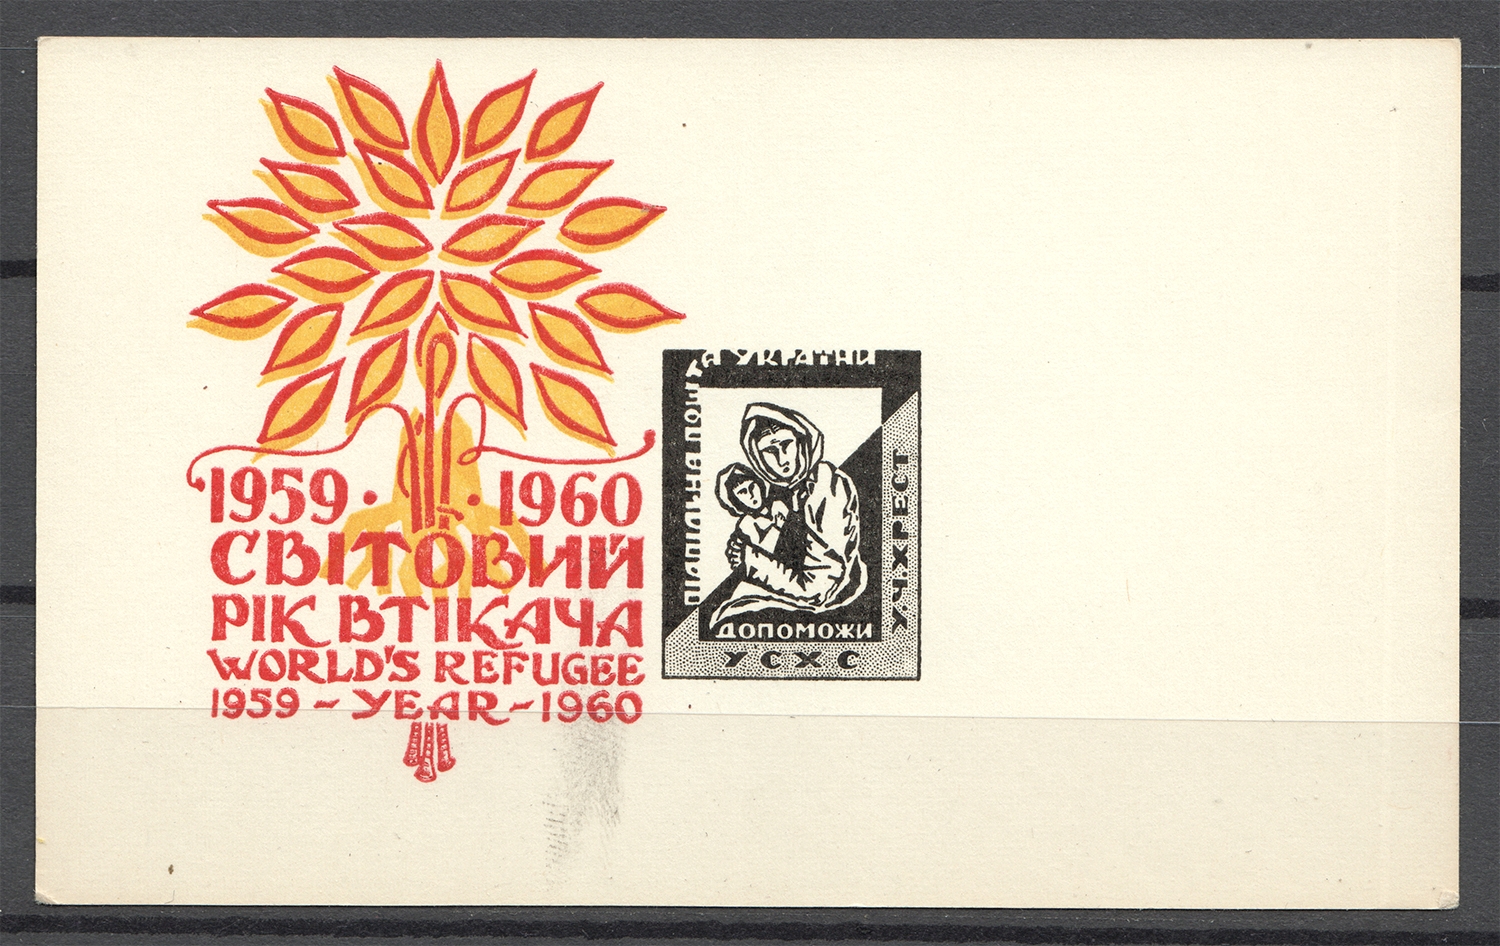 1959 · · 1960
СВІТОВИЙ
РІК ВТІКАЧА
WORLD'S REFUGEE
1959 - YEAR - 1960
ПІДПІЛЬНА ПОШТА УКРАЇНИ
УЧХРЕСТ
ДОПОМОЖИ
УСХС